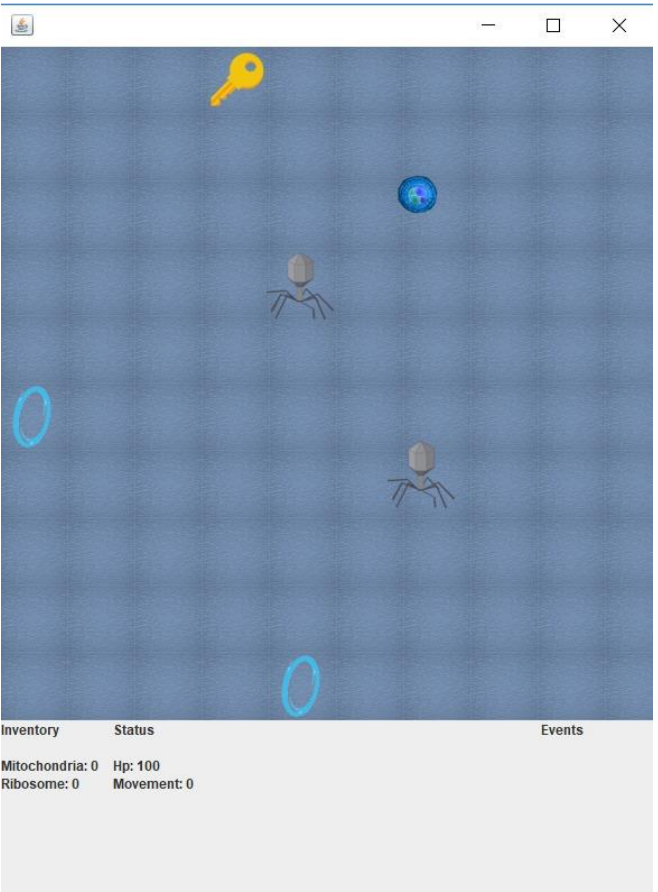 Inventory Status Events
Mitochondria: 0 Hp: 100
Ribosome: 0 Movement: 0